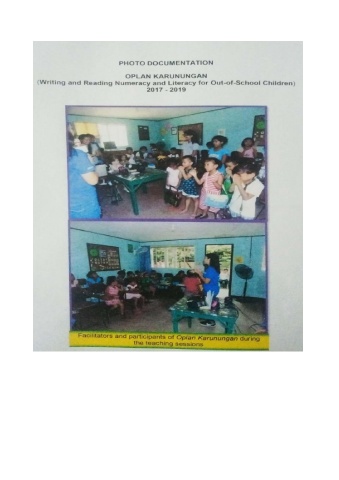 PHOTO DOCUMENTATION
OPLAN KARUNUNGAN
(Writing and Reading Numeracy and Literacy for Out-of-School Children)
2017 - 2019
Facilitators and participants of Oplan Karunungan during
the teaching sessions